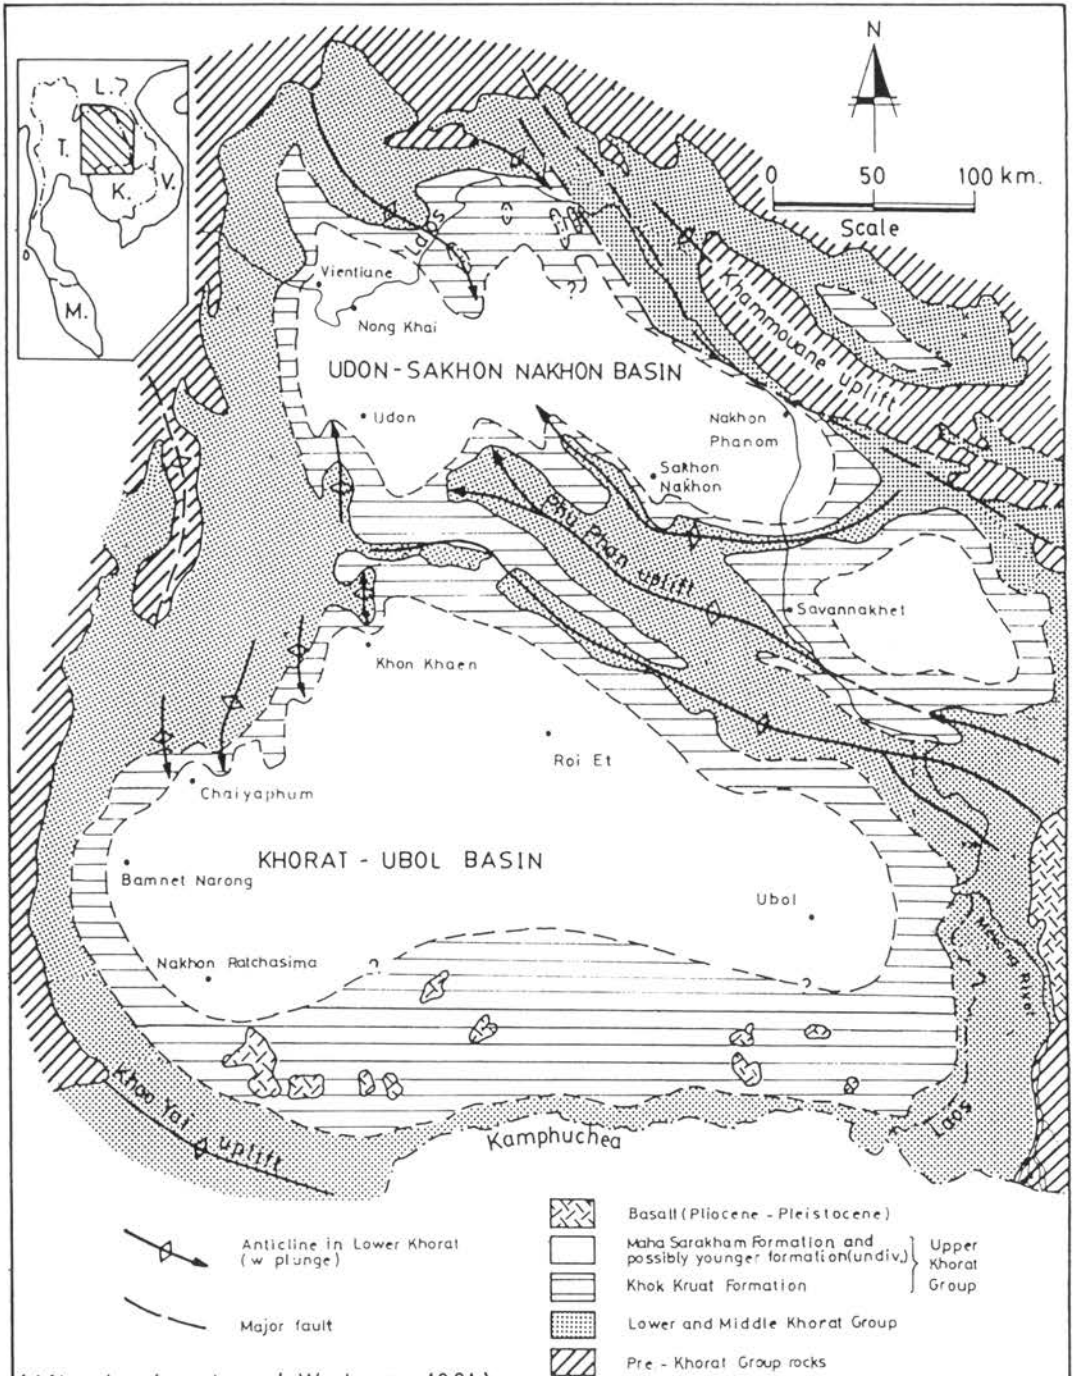 N
0 50 100 km.
Scale
L.?
T.
K.
V.
M.
Laos
Vientiane
Nong Khai
Khammouane uplift
UDON-SAKHON NAKHON BASIN
Udon
Nakhon
Phanom
Sakhon
Nakhon
?
Phu Phan uplift
Savannakhet
Khon Khaen
Roi Et
Chaiyaphum
KHORAT - UBOL BASIN
Bamnet Narong
Ubol
Nakhon Ratchasima
?
?
Mekong River
Khao Yai uplift
Kamphuchea
Laos
Anticline in Lower Khorat
(w plunge)
Major fault
Basalt (Pliocene - Pleistocene)
Maha Sarakham Formation and
possibly younger formation (undiv.)
Khok Kruat Formation
Upper
Khorat
Group
Lower and Middle Khorat Group
Pre - Khorat Group rocks